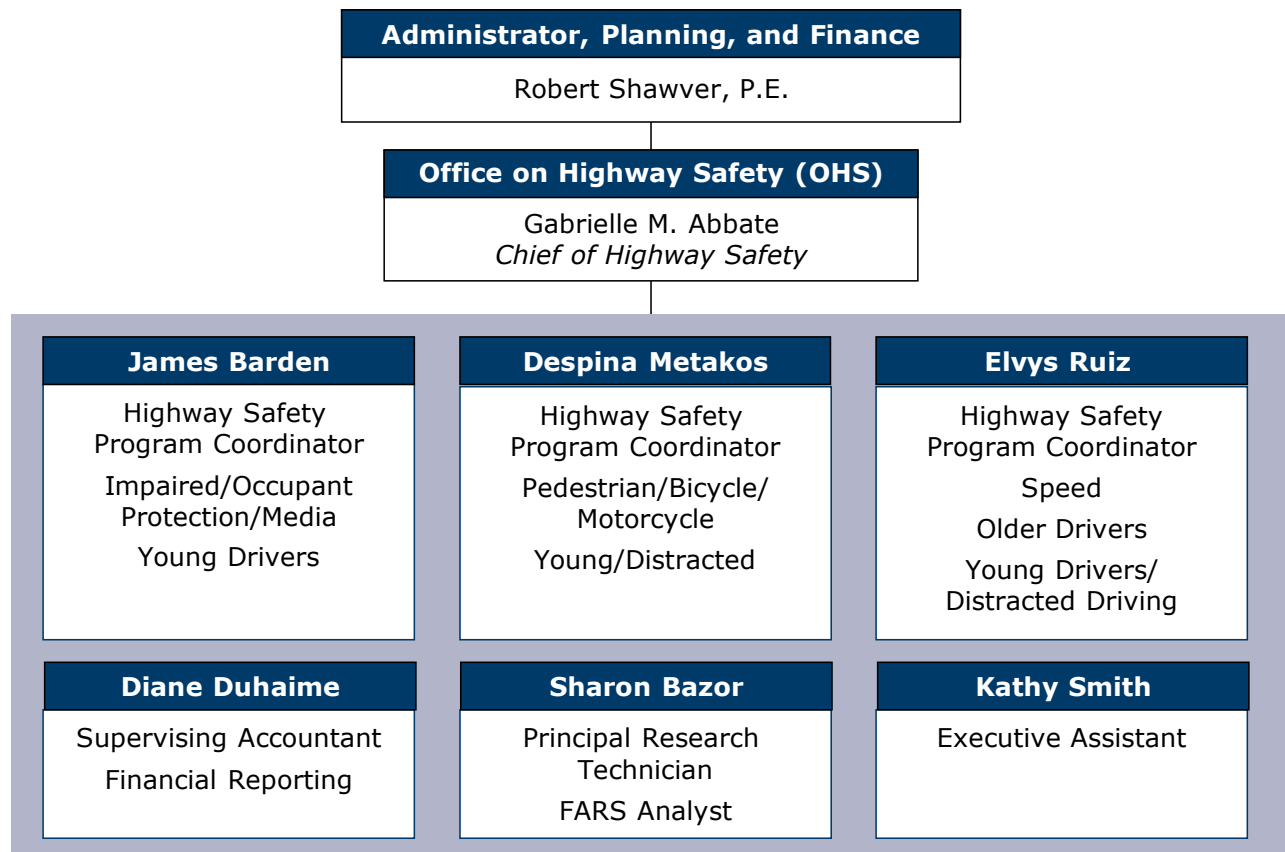 Administrator, Planning, and Finance
Robert Shawver, P.E.
Office on Highway Safety (OHS)
Gabrielle M. Abbate
Chief of Highway Safety
James Barden
Highway Safety
Program Coordinator
Impaired/Occupant
Protection/Media
Young Drivers
Despina Metakos
Highway Safety
Program Coordinator
Pedestrian/Bicycle/
Motorcycle
Young/Distracted
Elvys Ruiz
Highway Safety
Program Coordinator
Speed
Older Drivers
Young Drivers/
Distracted Driving
Diane Duhaime
Supervising Accountant
Financial Reporting
Sharon Bazor
Principal Research
Technician
FARS Analyst
Kathy Smith
Executive Assistant